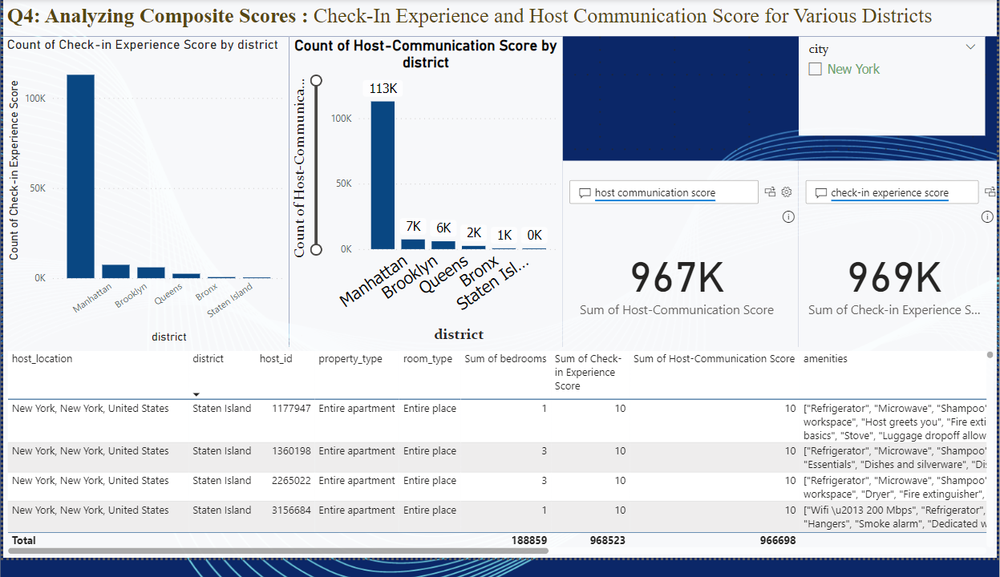 Q4: Analyzing Composite Scores : Check-In Experience and Host Communication Score for Various Districts
Count of Check-in Experience Score by district
Count of Check-in Experience Score
100K
50K
0K
Manhattan
Brooklyn
Queens
Bronx
Staten Island
district
Count of Host-Communication Score by
district
Count of Host-Communica...
100K
50K
0K
113K
7K
6K
2K
1K
0K
Manhattan
Brooklyn
Queens
Bronx
Staten Isl...
district
city
New York
host communication score
967K
Sum of Host-Communication Score
check-in experience score
969K
Sum of Check-in Experience S...
host_location district host_id property_type room_type Sum of bedrooms Sum of Check-in Experience Score Sum of Host-Communication Score amenities
New York, New York, United States Staten Island 1177947 Entire apartment Entire place 1 10 10 ["Refrigerator", "Microwave", "Shampoo"
workspace", "Host greets you", "Fire exti
basics", "Stove", "Luggage dropoff allow
New York, New York, United States Staten Island 1360198 Entire apartment Entire place 3 10 10 ["Refrigerator", "Microwave", "Shampoo"
"Essentials", "Dishes and silverware", "Di
New York, New York, United States Staten Island 2265022 Entire apartment Entire place 3 10 10 ["Refrigerator", "Microwave", "Shampoo"
workspace", "Dryer", "Fire extinguisher",
New York, New York, United States Staten Island 3156684 Entire apartment Entire place 1 10 10 ["Wifi \u2013 200 Mbps", "Refrigerator",
"Hangers", "Smoke alarm", "Dedicated w
Total 188859 968523 966698